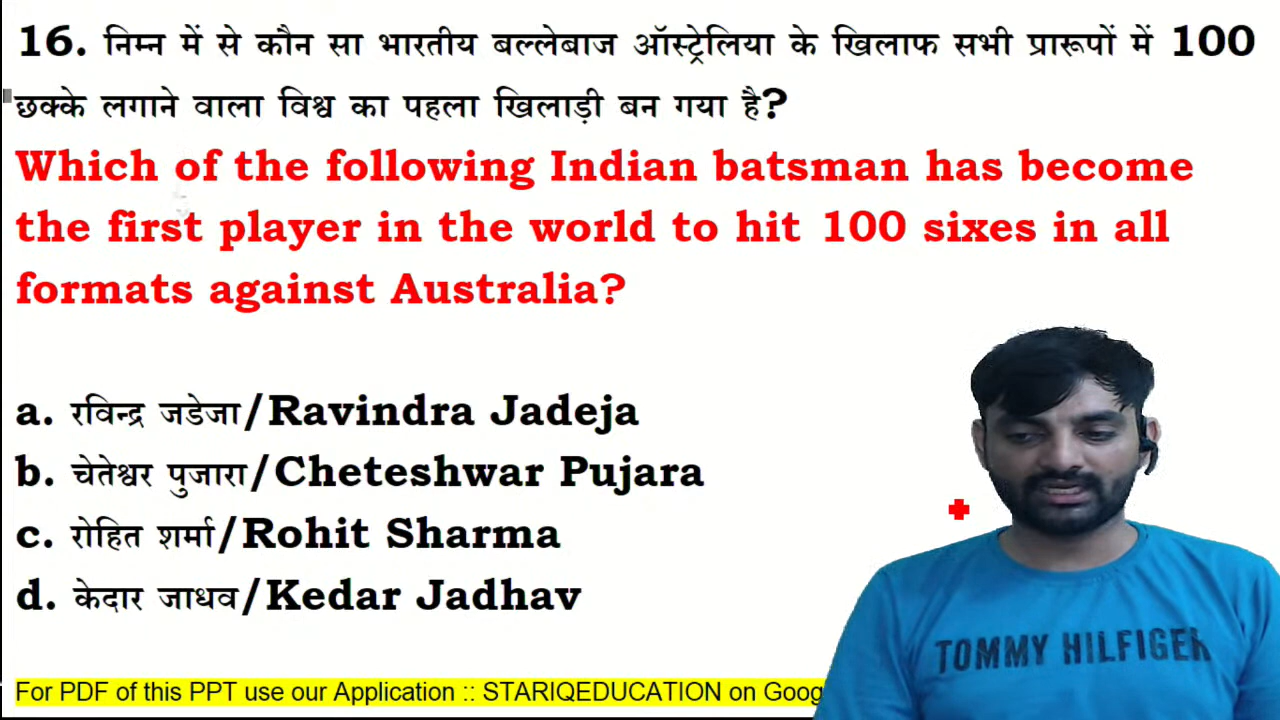 16. निम्न में से कौन सा भारतीय बल्लेबाज ऑस्ट्रेलिया के खिलाफ सभी प्रारूपों में 100
छक्के लगाने वाला विश्व का पहला खिलाड़ी बन गया है?
Which of the following Indian batsman has become
the first player in the world to hit 100 sixes in all
formats against Australia?
a. रविन्द्र जडेजा/Ravindra Jadeja
b. चेतेश्वर पुजारा/Cheteshwar Pujara
c. रोहित शर्मा/Rohit Sharma
d. केदार जाधव/Kedar Jadhav
TOMMY HILFIGER
For PDF of this PPT use our Application :: STARIQEDUCATION on Goog